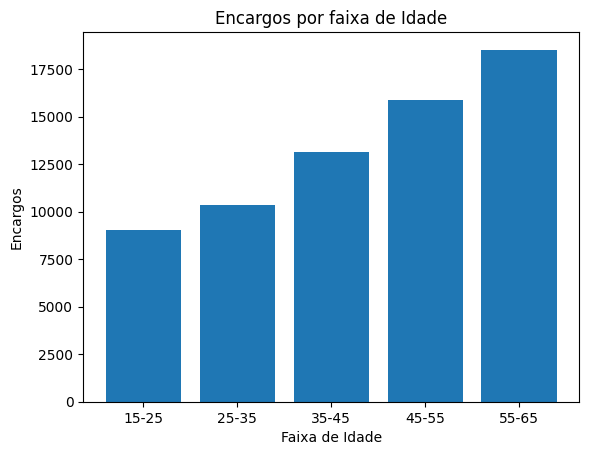 Encargos por faixa de Idade
17500
15000
12500
10000
7500
5000
2500
0
Encargos
15-25 25-35 35-45 45-55 55-65
Faixa de Idade